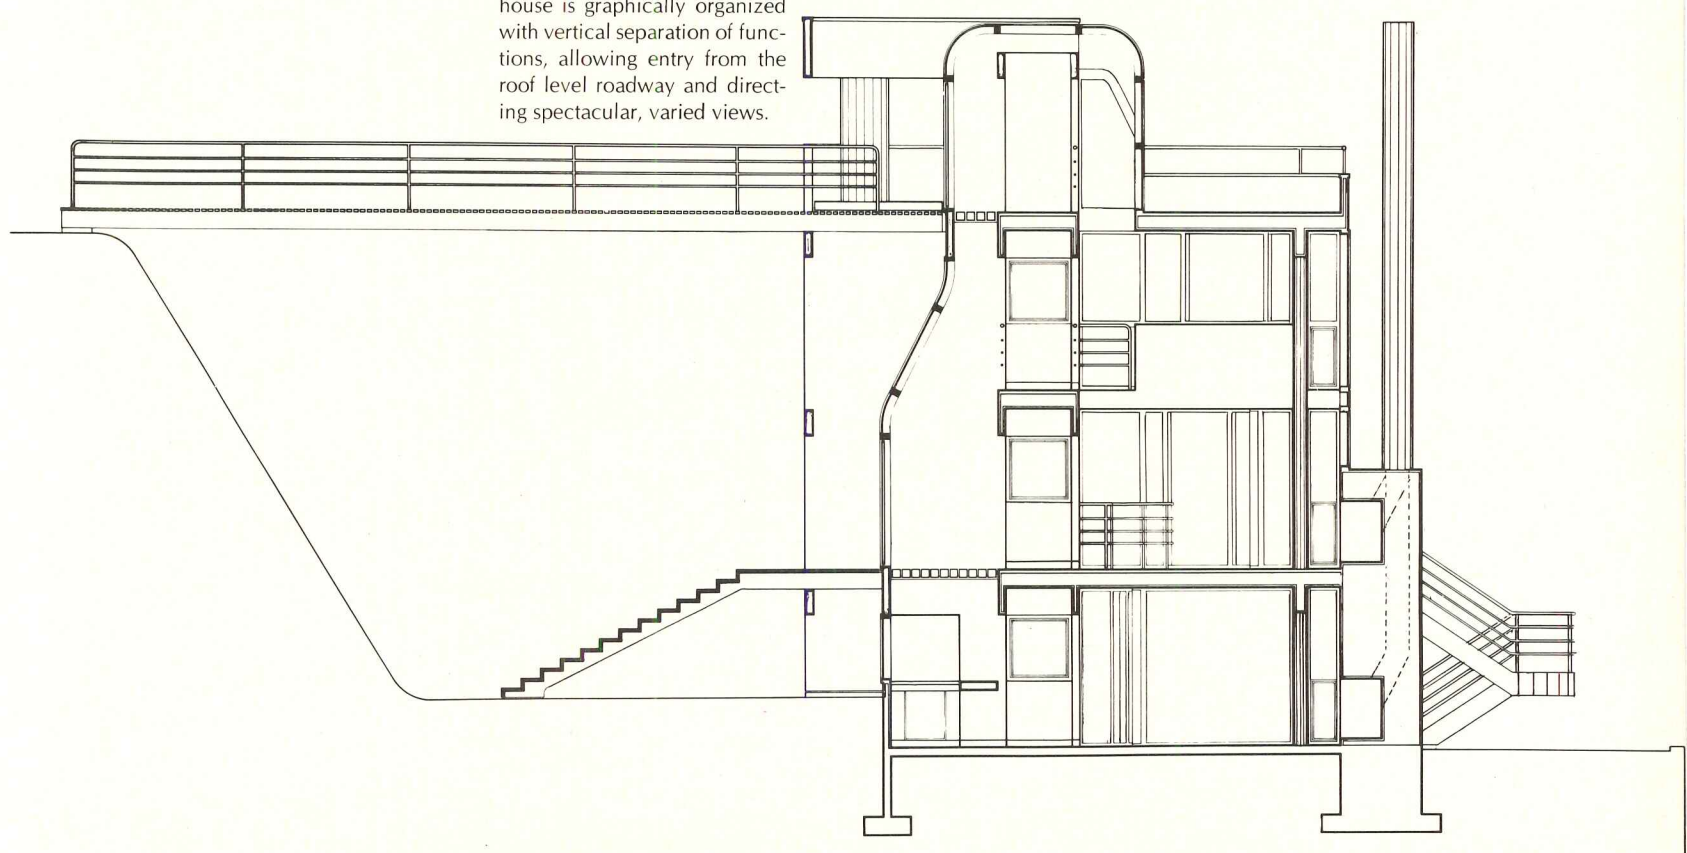 house is graphically organized
with vertical separation of func-
tions, allowing entry from the
roof level roadway and direct-
ing spectacular, varied views.